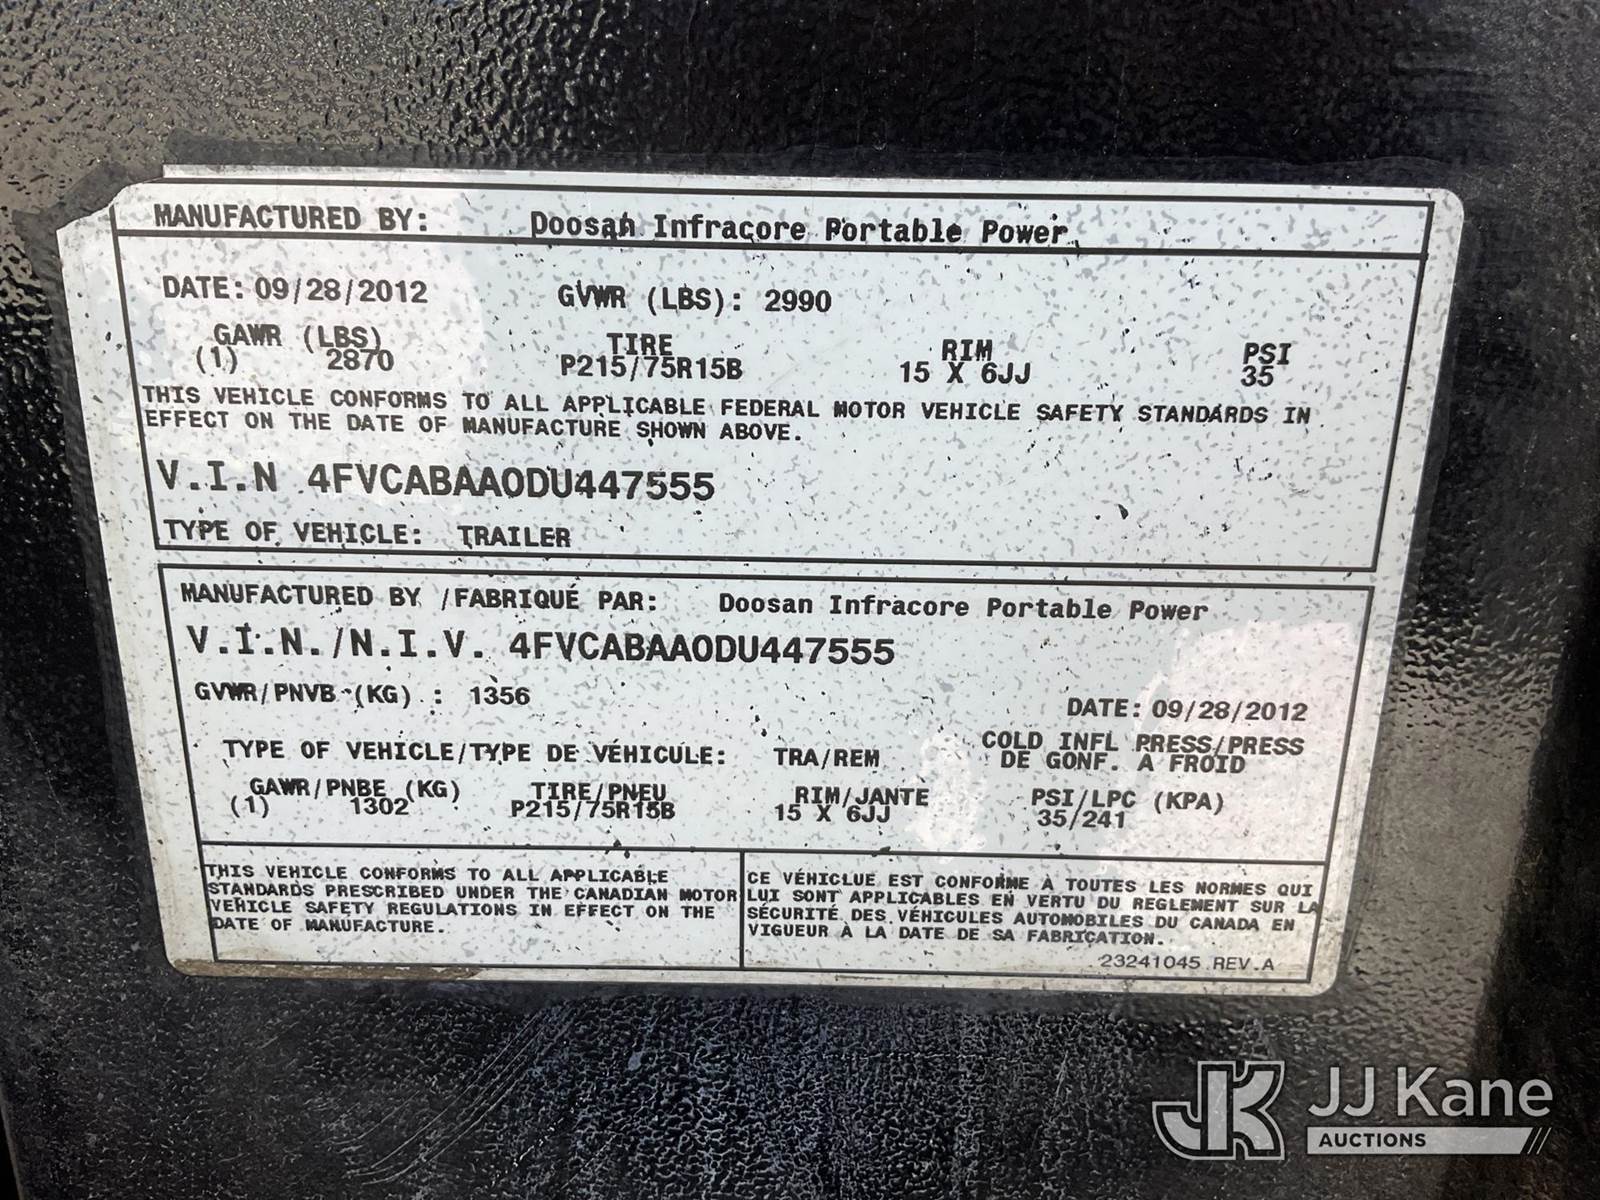 MANUFACTURED BY: Doosan Infracore Portable Power
DATE: 09/28/2012 GVWR (LBS): 2990
GAWR (LBS) TIRE RIM PSI
(1) 2870 P215/75R15B 15 X 6JJ 35
THIS VEHICLE CONFORMS TO ALL APPLICABLE FEDERAL MOTOR VEHICLE SAFETY STANDARDS IN
EFFECT ON THE DATE OF MANUFACTURE SHOWN ABOVE.
V.I.N 4FVCABAA0DU447555
TYPE OF VEHICLE: TRAILER
MANUFACTURED BY /FABRIQUÉ PAR: Doosan Infracore Portable Power
V.I.N./N.I.V. 4FVCABAA0DU447555
GVWR/PNVB (KG) : 1356
DATE: 09/28/2012
TYPE OF VEHICLE/TYPE DE VÉHICULE: TRA/REM COLD INFL PRESS/PRESS
DE GONF. A FROID
GAWR/PNBE (KG) TIRE/PNEU RIM/JANTE PSI/LPC (KPA)
(1) 1302 P215/75R15B 15 X 6JJ 35/241
THIS VEHICLE CONFORMS TO ALL APPLICABLE
STANDARDS PRESCRIBED UNDER THE CANADIAN MOTOR
VEHICLE SAFETY REGULATIONS IN EFFECT ON THE
DATE OF MANUFACTURE.
CE VÉHICLUE EST CONFORME À TOUTES LES NORMES QUI
LUI SONT APPLICABLES EN VERTU DU REGLEMENT SUR LA
SÉCURITÉ DES VÉHICULES AUTOMOBILES DU CANADA EN
VIGUEUR À LA DATE DE SA FABRICATION.
23241045 REV.A
JK JJ Kane
AUCTIONS